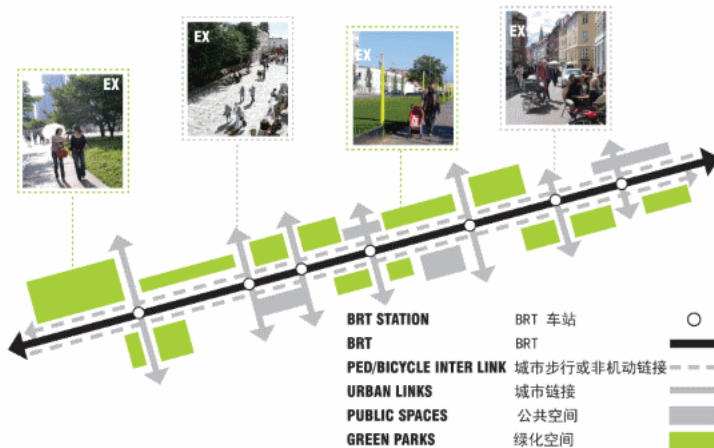 EX
EX
EX
EX
BRT STATION BRT 车站
BRT BRT
PED/BICYCLE INTER LINK 城市步行或非机动链接
URBAN LINKS 城市链接
PUBLIC SPACES 公共空间
GREEN PARKS 绿化空间